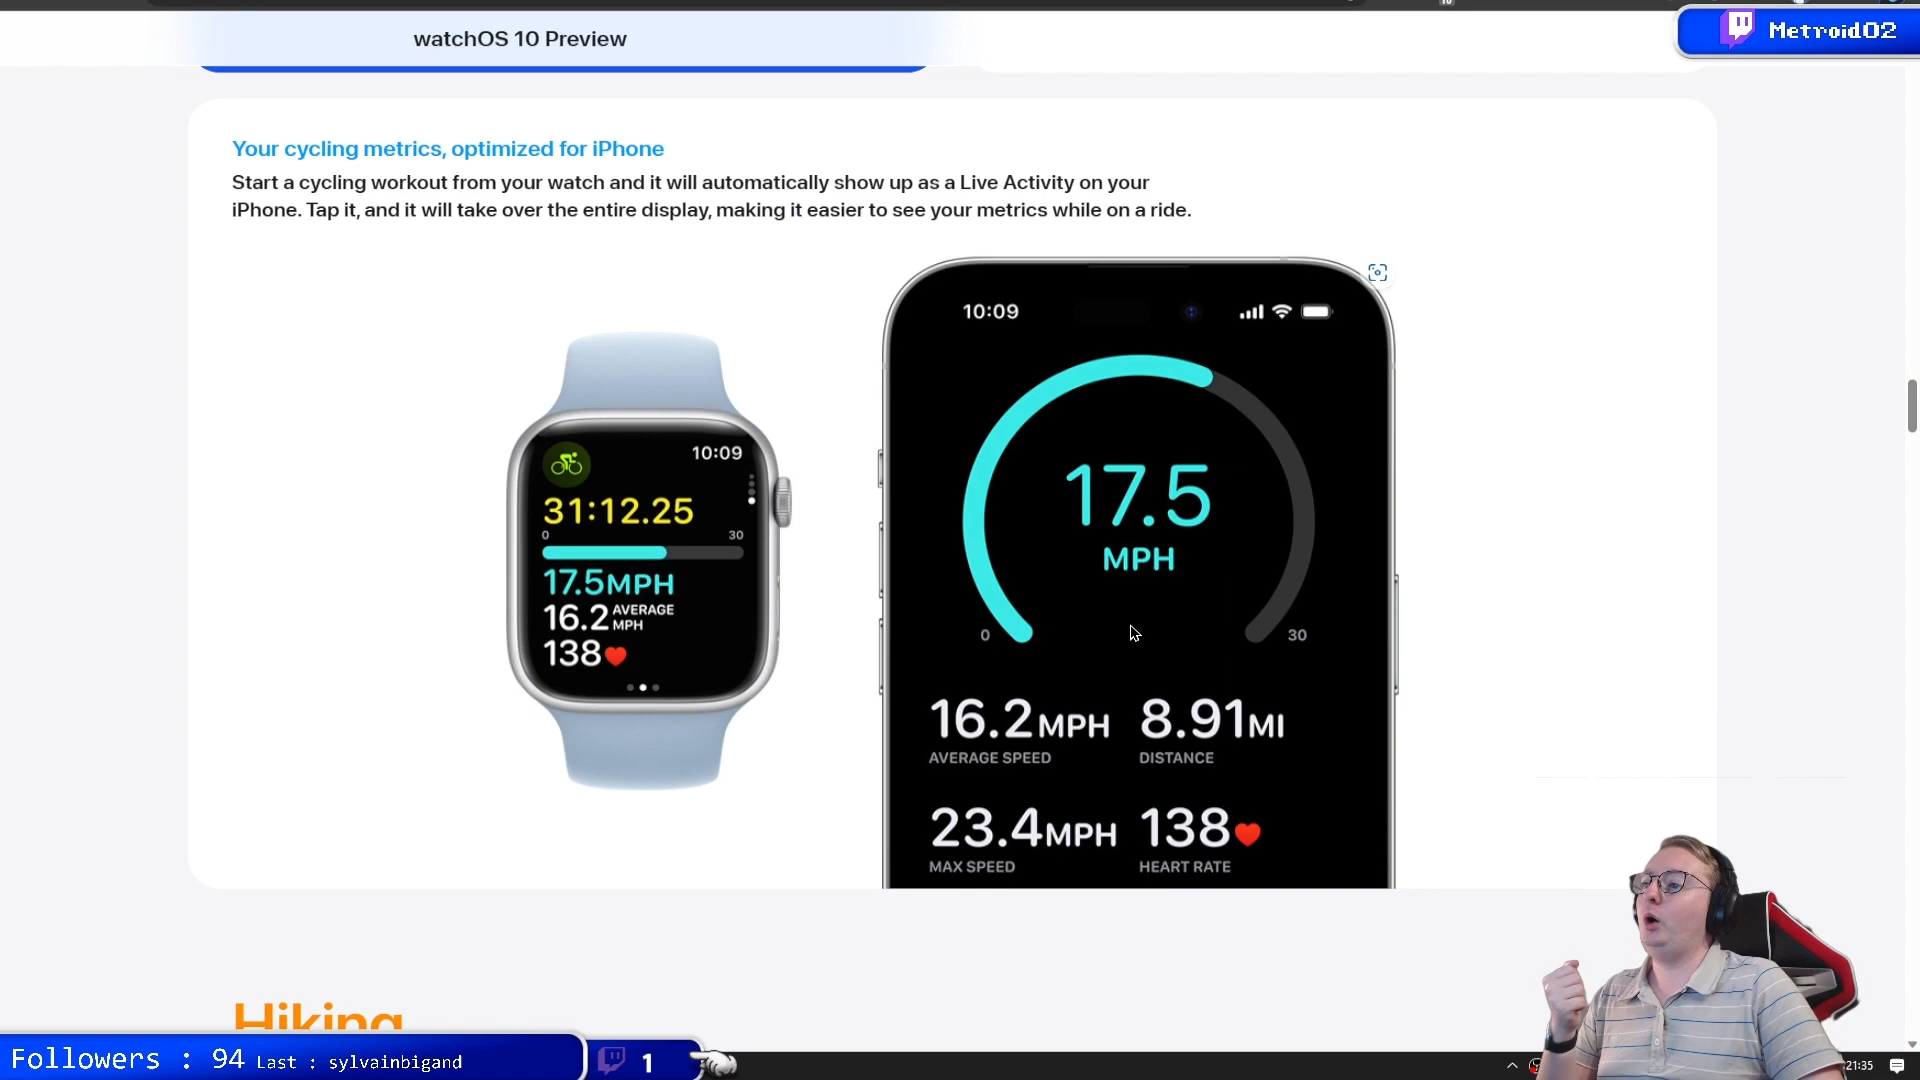 watchOS 10 Preview
Metroid02
Your cycling metrics, optimized for iPhone
Start a cycling workout from your watch and it will automatically show up as a Live Activity on your
iPhone. Tap it, and it will take over the entire display, making it easier to see your metrics while on a ride.
10:09
31:12.25
0 30
17.5MPH
16.2 AVERAGE MPH
138
10:09
17.5
MPH
0 30
16.2MPH 8.91MI
AVERAGE SPEED DISTANCE
23.4MPH 138
MAX SPEED HEART RATE
Hiking
Followers : 94 Last : sylvainbigand
1
21:35